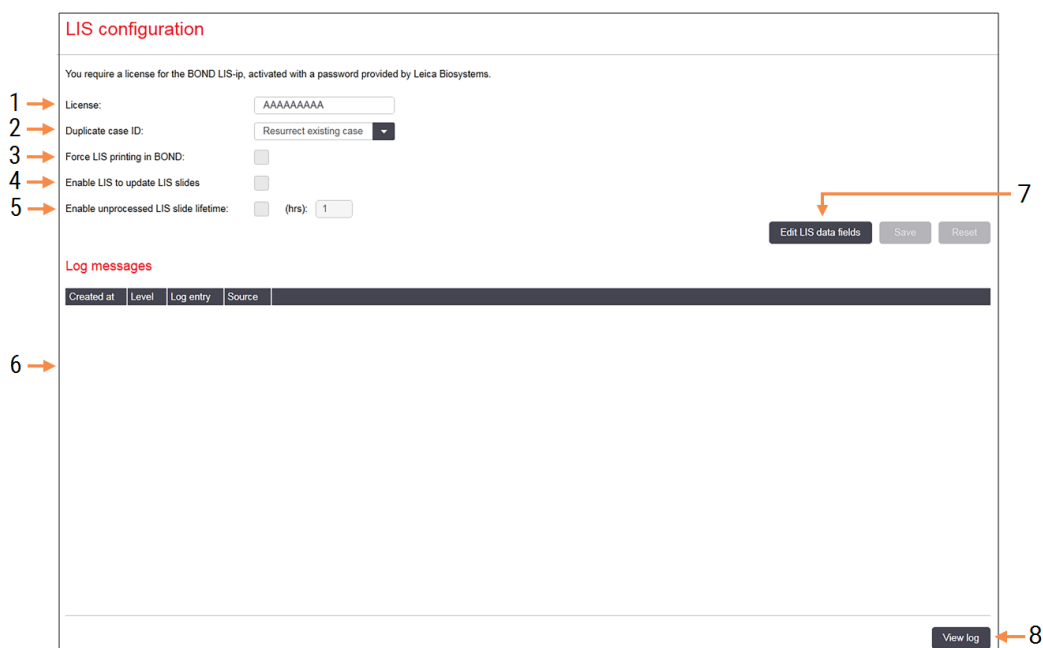 LIS configuration
You require a license for the BOND LIS-ip, activated with a password provided by Leica Biosystems.
1 License: AAAAAAAAA
2 Duplicate case ID: Resurrect existing case
3 Force LIS printing in BOND:
4 Enable LIS to update LIS slides
5 Enable unprocessed LIS slide lifetime: (hrs): 1
7
Edit LIS data fields Save Reset
Log messages
Created at Level Log entry Source
6
View log 8